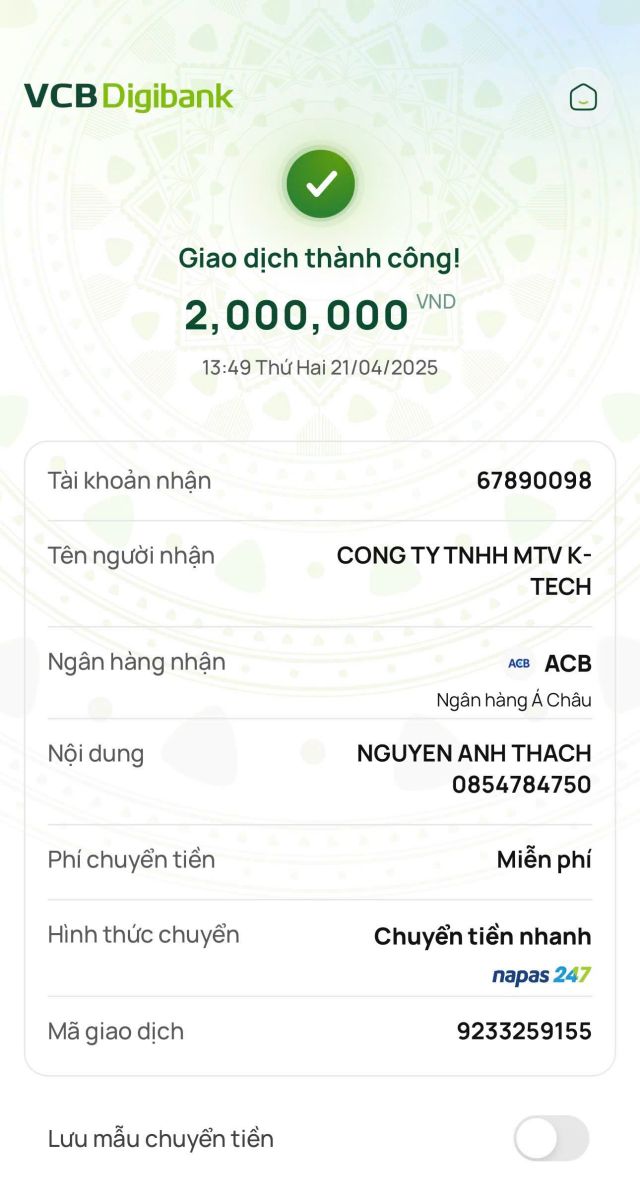 VCB Digibank
Giao dịch thành công!
2,000,000 VND
13:49 Thứ Hai 21/04/2025
Tài khoản nhận 67890098
Tên người nhận CONG TY TNHH MTV K-
TECH
Ngân hàng nhận ACB ACB
Ngân hàng Á Châu
Nội dung NGUYEN ANH THACH
0854784750
Phí chuyển tiền Miễn phí
Hình thức chuyển Chuyển tiền nhanh
napas 247
Mã giao dịch 9233259155
Lưu mẫu chuyển tiền